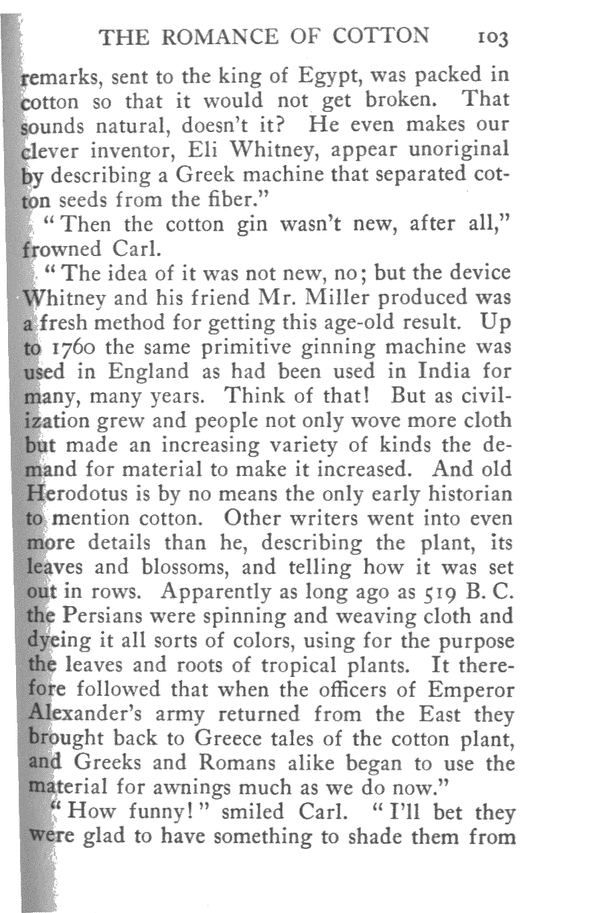 THE ROMANCE OF COTTON 103
remarks, sent to the king of Egypt, was packed in
cotton so that it would not get broken. That
sounds natural, doesn't it? He even makes our
clever inventor, Eli Whitney, appear unoriginal
by describing a Greek machine that separated cot-
ton seeds from the fiber."
"Then the cotton gin wasn't new, after all,"
frowned Carl.
"The idea of it was not new, no; but the device
Whitney and his friend Mr. Miller produced was
a fresh method for getting this age-old result. Up
to 1760 the same primitive ginning machine was
used in England as had been used in India for
many, many years. Think of that! But as civil-
ization grew and people not only wove more cloth
but made an increasing variety of kinds the de-
mand for material to make it increased. And old
Herodotus is by no means the only early historian
to mention cotton. Other writers went into even
more details than he, describing the plant, its
leaves and blossoms, and telling how it was set
out in rows. Apparently as long ago as 519 B. C.
the Persians were spinning and weaving cloth and
dyeing it all sorts of colors, using for the purpose
the leaves and roots of tropical plants. It there-
fore followed that when the officers of Emperor
Alexander's army returned from the East they
brought back to Greece tales of the cotton plant,
and Greeks and Romans alike began to use the
material for awnings much as we do now."
"How funny!" smiled Carl. "I'll bet they
were glad to have something to shade them from